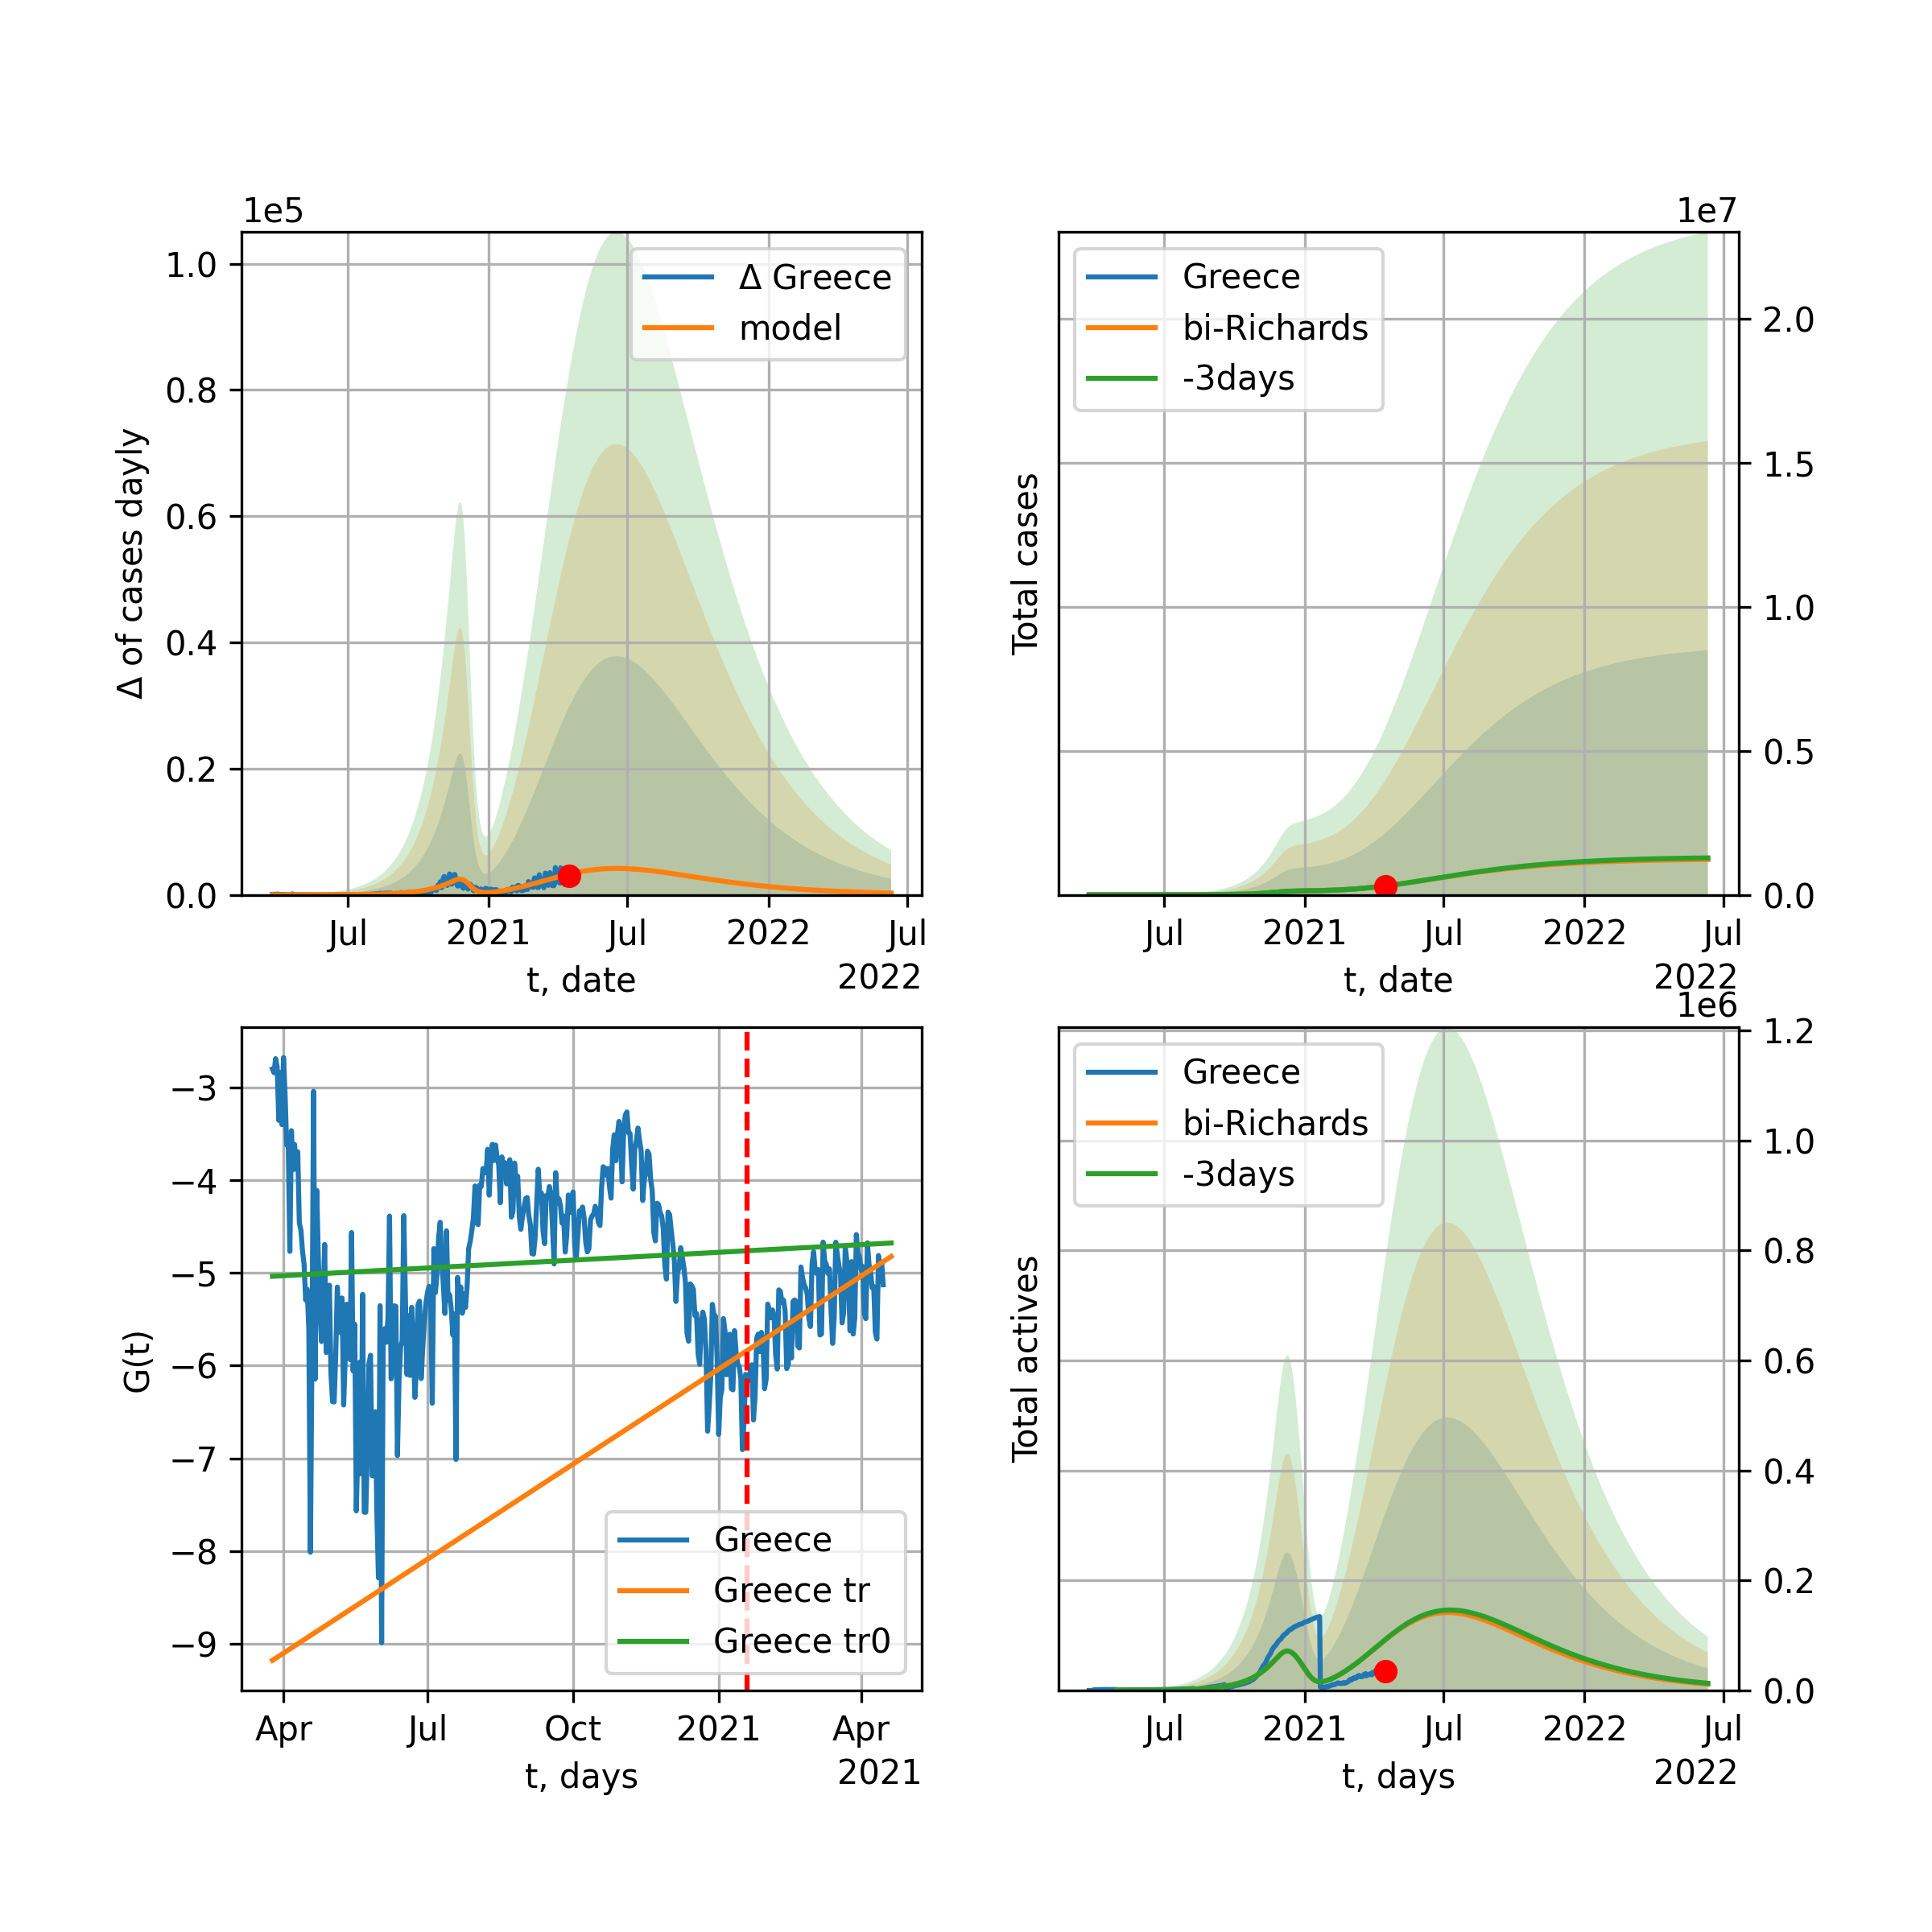 1e5
Δ of cases dayly
1.0
0.8
0.6
0.4
0.2
0.0
Δ Greece
model
Jul
2021
Jul
2022
Jul
t, date
2022
1e7
Total cases
Greece
bi-Richards
-3days
2.0
1.5
1.0
0.5
0.0
Jul
2021
Jul
2022
Jul
t, date
2022
G(t)
−3
−4
−5
−6
−7
−8
−9
Greece
Greece tr
Greece tr0
Apr
Jul
Oct
2021
Apr
t, days
2021
1e6
Total actives
Greece
bi-Richards
-3days
1.2
1.0
0.8
0.6
0.4
0.2
0.0
Jul
2021
Jul
2022
Jul
t, days
2022